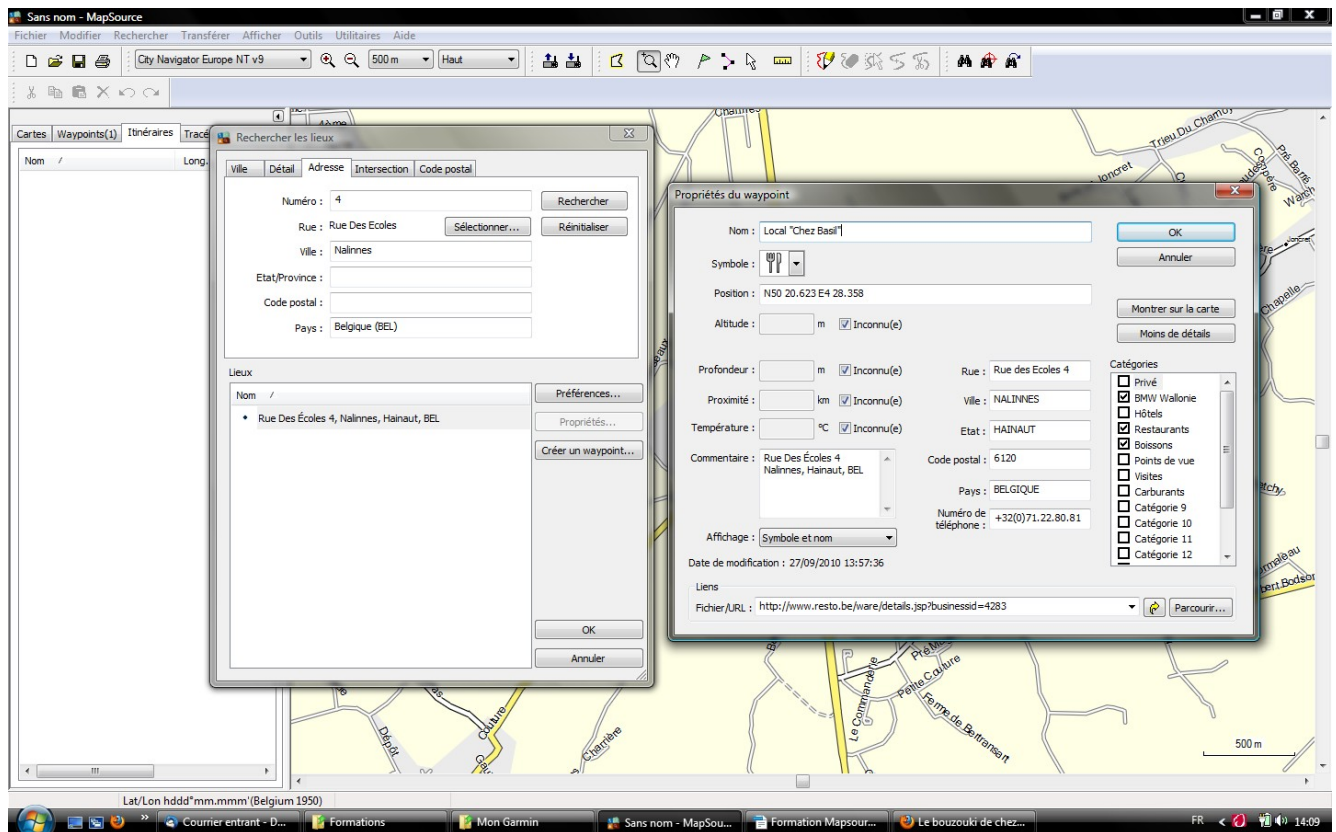 Sans nom - MapSource
Fichier Modifier Rechercher Transférer Afficher Outils Utilitaires Aide
City Navigator Europe NT v9 500 m Haut
Cartes Waypoints(1) Itinéraires Tracé
Nom / Long.
Rechercher les lieux
Ville Détail Adresse Intersection Code postal
Numéro : 4 Rechercher
Rue : Rue Des Ecoles Sélectionner... Réinitialiser
Ville : Nalinnes
Etat/Province :
Code postal :
Pays : Belgique (BEL)
Lieux
Nom / Préférences...
Rue Des Écoles 4, Nalinnes, Hainaut, BEL Propriétés...
Créer un waypoint...
OK
Annuler
Propriétés du waypoint
Nom : Local "Chez Basil" OK
Symbole : Annuler
Position : N50 20.623 E4 28.358
Montrer sur la carte
Altitude : m Inconnu(e) Moins de détails
Profondeur : m Inconnu(e) Rue : Rue des Ecoles 4
Proximité : km Inconnu(e) Ville : NALINNES
Température : °C Inconnu(e) Etat : HAINAUT
Commentaire : Rue Des Écoles 4
Nalinnes, Hainaut, BEL
Code postal : 6120
Pays : BELGIQUE
Numéro de téléphone : +32(0)71.22.80.81
Catégories
Privé
BMW Wallonie
Hôtels
Restaurants
Boissons
Points de vue
Visites
Carburants
Catégorie 9
Catégorie 10
Catégorie 11
Catégorie 12
Affichage : Symbole et nom
Date de modification : 27/09/2010 13:57:36
Liens
Fichier/URL : http://www.resto.be/ware/details.jsp?businessid=4283 Parcourir...
Trieu Du Chamoy
Joncret
Chapelle
Dépôt
Couture
Charrière
Le Commanderie
Petite Couture
Ferme de Bertransart
500 m
Lat/Lon hddd°mm.mmm'(Belgium 1950)
Courrier entrant - D... Formations Mon Garmin Sans nom - MapSou... Formation Mapsour... Le bouzouki de chez... FR 14:09